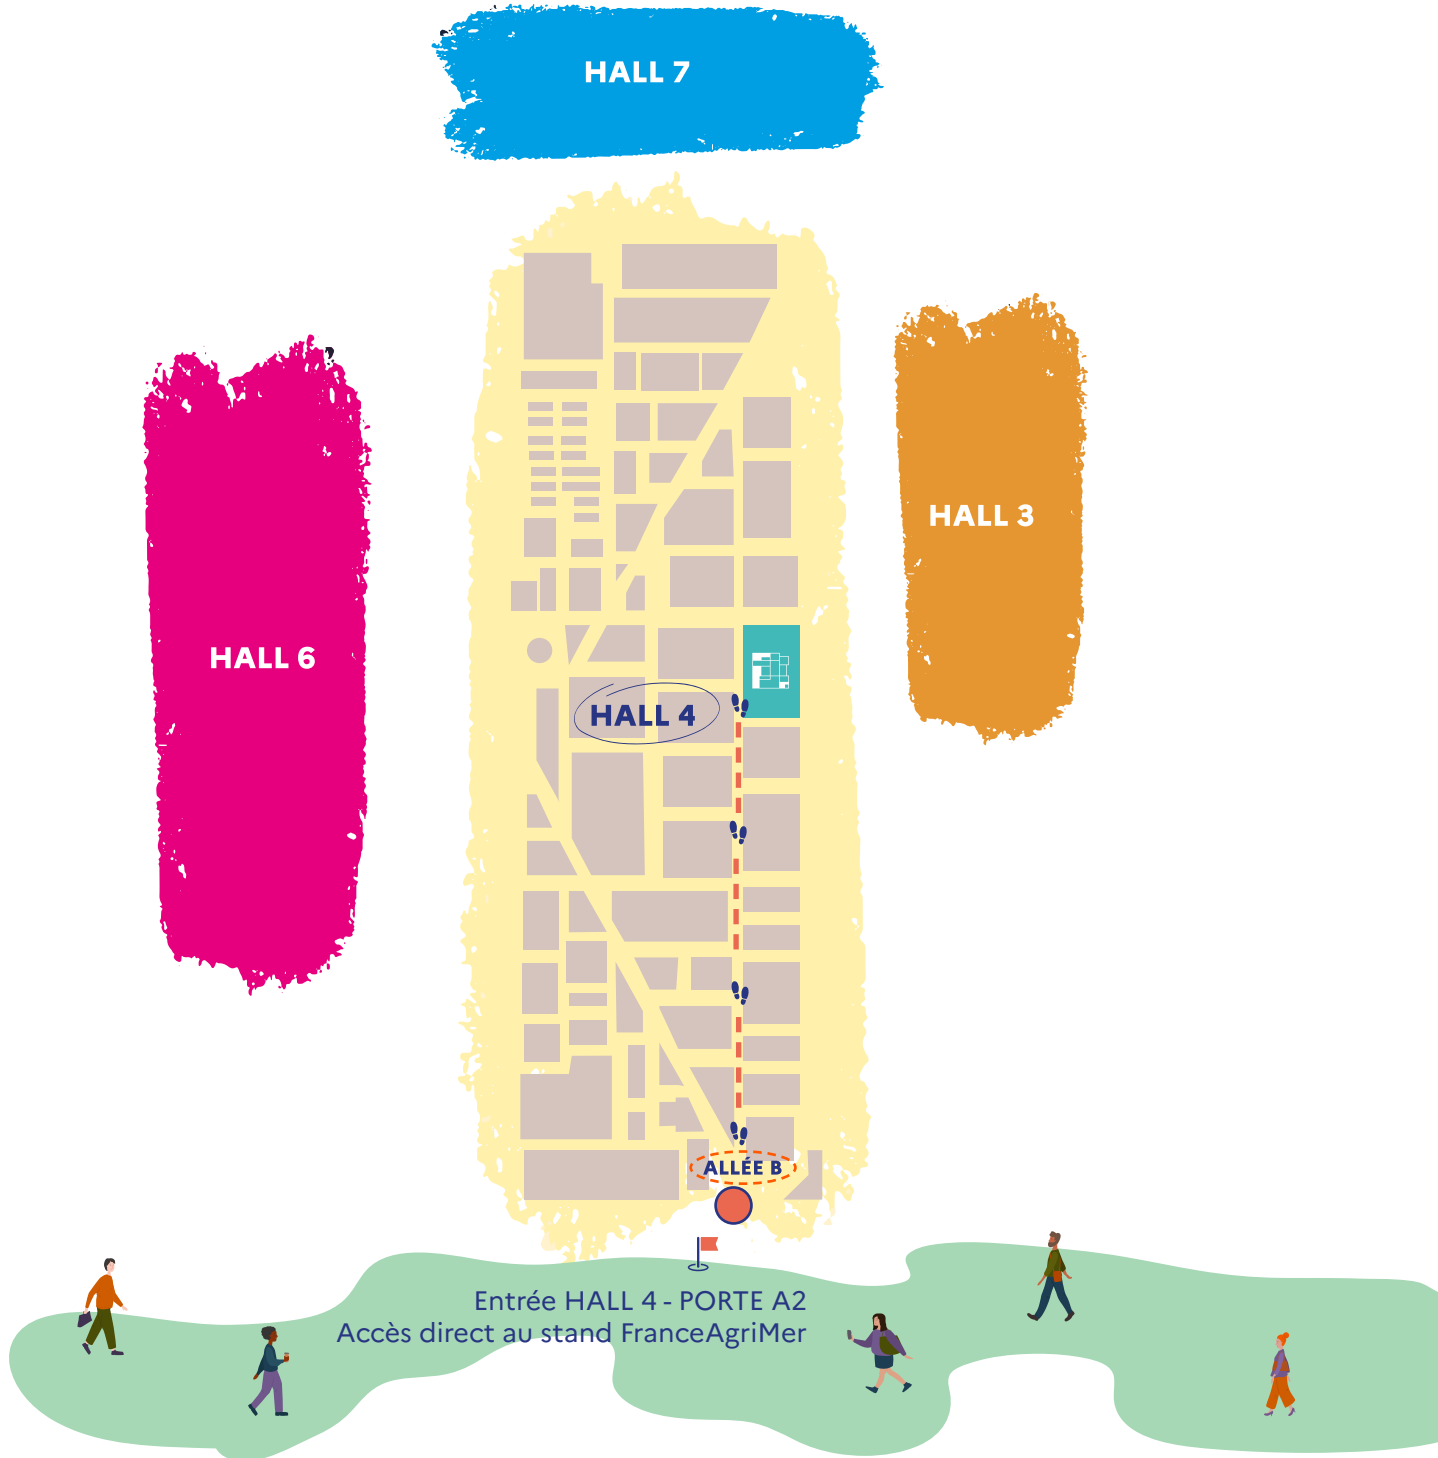 HALL 7
HALL 3
HALL 6
HALL 4
ALLÉE B
Entrée HALL 4 - PORTE A2
Accès direct au stand FranceAgriMer